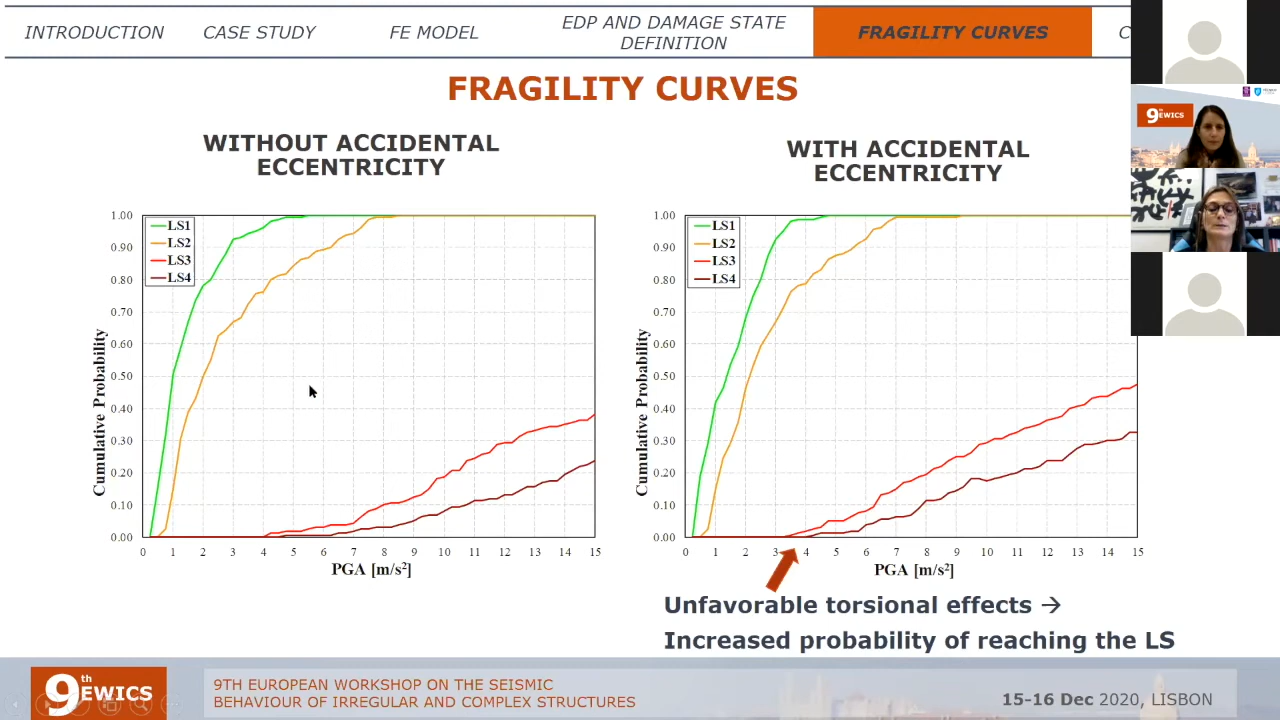 INTRODUCTION
CASE STUDY
FE MODEL
EDP AND DAMAGE STATE
DEFINITION
FRAGILITY CURVES
C
FRAGILITY CURVES
WITHOUT ACCIDENTAL
ECCENTRICITY
WITH ACCIDENTAL
ECCENTRICITY
LS1
LS2
LS3
LS4
1.00
0.90
0.80
0.70
0.60
0.50
0.40
0.30
0.20
0.10
0.00
Cumulative Probability
0 1 2 3 4 5 6 7 8 9 10 11 12 13 14 15
PGA [m/s²]
LS1
LS2
LS3
LS4
1.00
0.90
0.80
0.70
0.60
0.50
0.40
0.30
0.20
0.10
0.00
Cumulative Probability
0 1 2 3 4 5 6 7 8 9 10 11 12 13 14 15
PGA [m/s²]
Unfavorable torsional effects →
Increased probability of reaching the LS
9th EWICS
9th EWICS
9TH EUROPEAN WORKSHOP ON THE SEISMIC
BEHAVIOUR OF IRREGULAR AND COMPLEX STRUCTURES
15-16 Dec 2020, LISBON